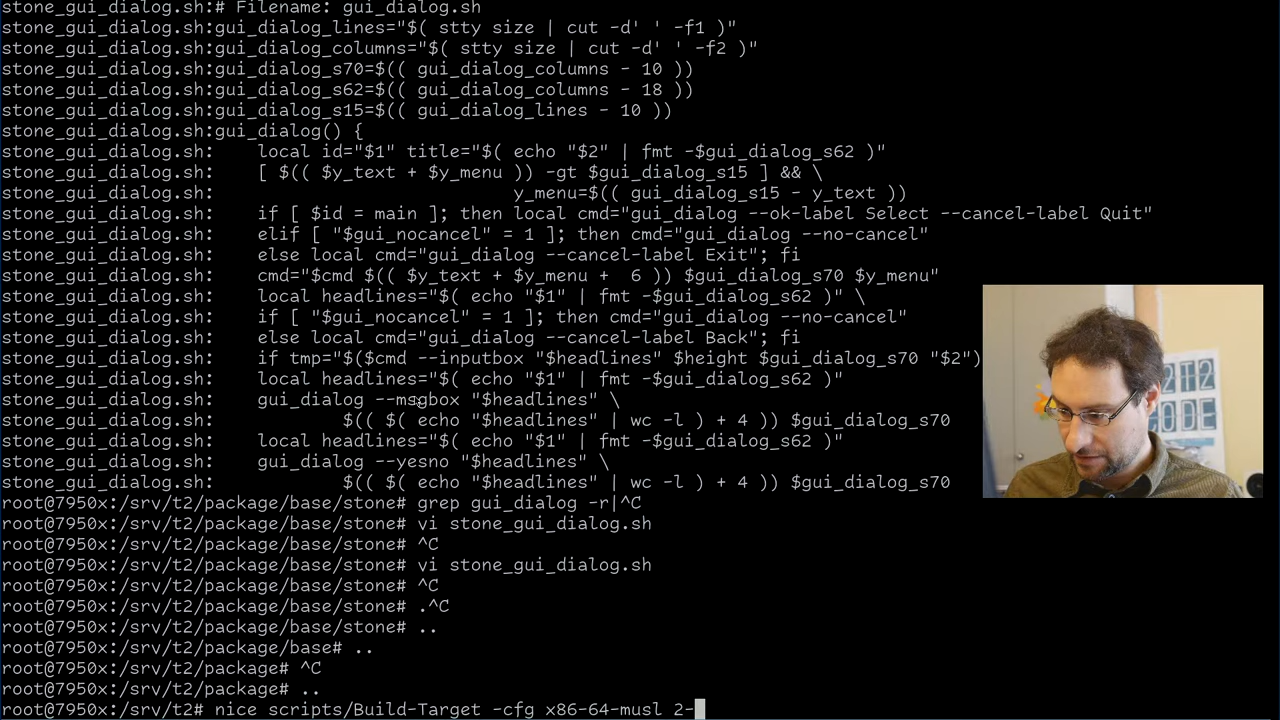 stone_gui_dialog.sh:# Filename: gui_dialog.sh
stone_gui_dialog.sh:gui_dialog_lines="$( stty size | cut -d' ' -f1 )"
stone_gui_dialog.sh:gui_dialog_columns="$( stty size | cut -d' ' -f2 )"
stone_gui_dialog.sh:gui_dialog_s70=$(( gui_dialog_columns - 10 ))
stone_gui_dialog.sh:gui_dialog_s62=$(( gui_dialog_columns - 18 ))
stone_gui_dialog.sh:gui_dialog_s15=$(( gui_dialog_lines - 10 ))
stone_gui_dialog.sh:gui_dialog() {
stone_gui_dialog.sh:    local id="$1" title="$( echo "$2" | fmt -$gui_dialog_s62 )"
stone_gui_dialog.sh:    [ $(( $y_text + $y_menu )) -gt $gui_dialog_s15 ] && \
stone_gui_dialog.sh:                            y_menu=$(( gui_dialog_s15 - y_text ))
stone_gui_dialog.sh:    if [ $id = main ]; then local cmd="gui_dialog --ok-label Select --cancel-label Quit"
stone_gui_dialog.sh:    elif [ "$gui_nocancel" = 1 ]; then cmd="gui_dialog --no-cancel"
stone_gui_dialog.sh:    else local cmd="gui_dialog --cancel-label Exit"; fi
stone_gui_dialog.sh:    cmd="$cmd $(( $y_text + $y_menu +  6 )) $gui_dialog_s70 $y_menu"
stone_gui_dialog.sh:    local headlines="$( echo "$1" | fmt -$gui_dialog_s62 )" \
stone_gui_dialog.sh:    if [ "$gui_nocancel" = 1 ]; then cmd="gui_dialog --no-cancel"
stone_gui_dialog.sh:    else local cmd="gui_dialog --cancel-label Back"; fi
stone_gui_dialog.sh:    if tmp="$($cmd --inputbox "$headlines" $height $gui_dialog_s70 "$2")
stone_gui_dialog.sh:    local headlines="$( echo "$1" | fmt -$gui_dialog_s62 )"
stone_gui_dialog.sh:    gui_dialog --msgbox "$headlines" \
stone_gui_dialog.sh:            $(( $( echo "$headlines" | wc -l ) + 4 )) $gui_dialog_s70
stone_gui_dialog.sh:    local headlines="$( echo "$1" | fmt -$gui_dialog_s62 )"
stone_gui_dialog.sh:    gui_dialog --yesno "$headlines" \
stone_gui_dialog.sh:            $(( $( echo "$headlines" | wc -l ) + 4 )) $gui_dialog_s70
root@7950x:/srv/t2/package/base/stone# grep gui_dialog -r|^C
root@7950x:/srv/t2/package/base/stone# vi stone_gui_dialog.sh
root@7950x:/srv/t2/package/base/stone# ^C
root@7950x:/srv/t2/package/base/stone# vi stone_gui_dialog.sh
root@7950x:/srv/t2/package/base/stone# ^C
root@7950x:/srv/t2/package/base/stone# .^C
root@7950x:/srv/t2/package/base/stone# ..
root@7950x:/srv/t2/package/base# ..
root@7950x:/srv/t2/package# ^C
root@7950x:/srv/t2/package# ..
root@7950x:/srv/t2# nice scripts/Build-Target -cfg x86-64-musl 2-
CODE